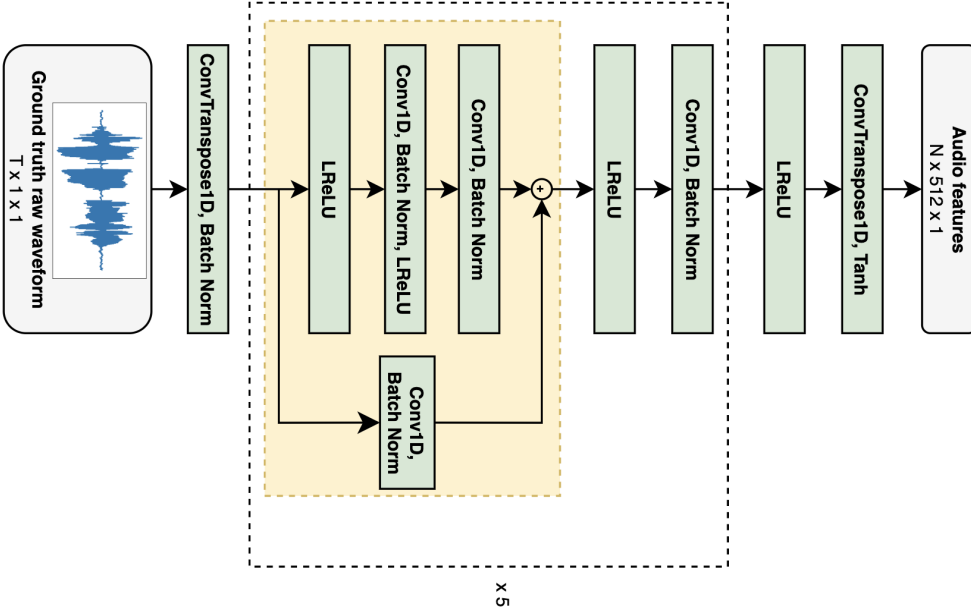 Ground truth raw waveform
T x 1 x 1
ConvTranspose1D, Batch Norm
LReLU
Conv1D, Batch Norm, LReLU
Conv1D, Batch Norm
+
Conv1D,
Batch Norm
LReLU
Conv1D, Batch Norm
x 5
LReLU
ConvTranspose1D, Tanh
Audio features
N x 512 x 1